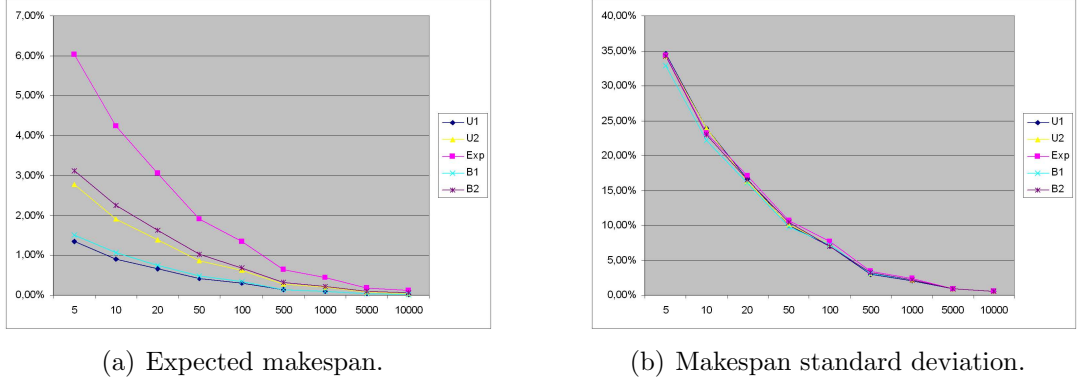 7,00%
6,00%
5,00%
4,00%
3,00%
2,00%
1,00%
0,00%
5 10 20 50 100 500 1000 5000 10000
U1
U2
Exp
B1
B2
(a) Expected makespan.
40,00%
35,00%
30,00%
25,00%
20,00%
15,00%
10,00%
5,00%
0,00%
5 10 20 50 100 500 1000 5000 10000
U1
U2
Exp
B1
B2
(b) Makespan standard deviation.